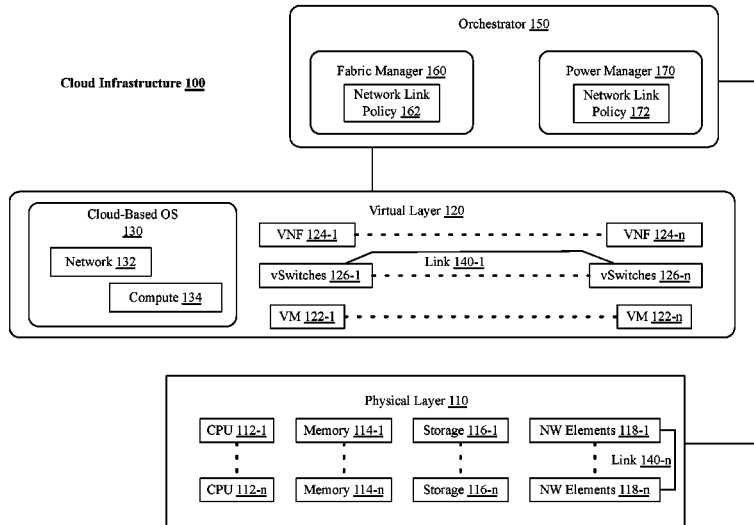 Orchestrator 150
Cloud Infrastructure 100
Fabric Manager 160
Network Link
Policy 162
Power Manager 170
Network Link
Policy 172
Cloud-Based OS
130
Network 132
Compute 134
Virtual Layer 120
VNF 124-1
VNF 124-n
Link 140-1
vSwitches 126-1
vSwitches 126-n
VM 122-1
VM 122-n
Physical Layer 110
CPU 112-1
Memory 114-1
Storage 116-1
NW Elements 118-1
Link 140-n
CPU 112-n
Memory 114-n
Storage 116-n
NW Elements 118-n